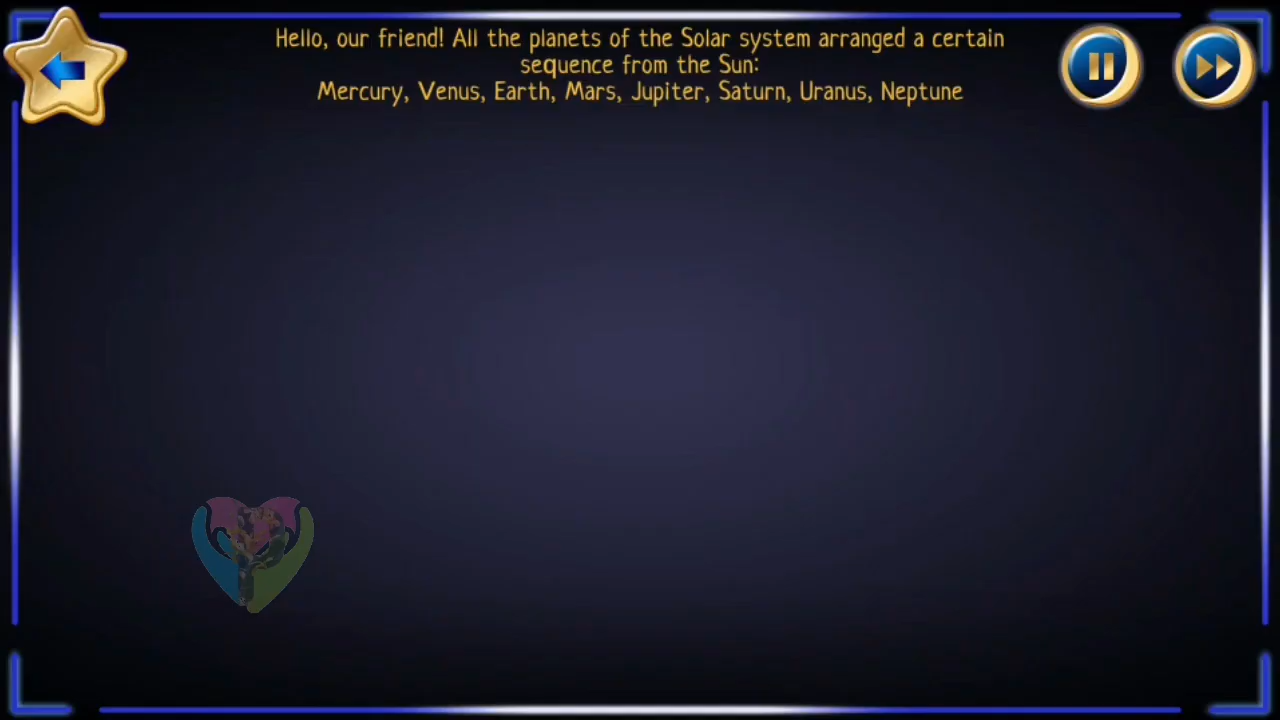 Hello, our friend! All the planets of the Solar system arranged a certain
sequence from the Sun:
Mercury, Venus, Earth, Mars, Jupiter, Saturn, Uranus, Neptune